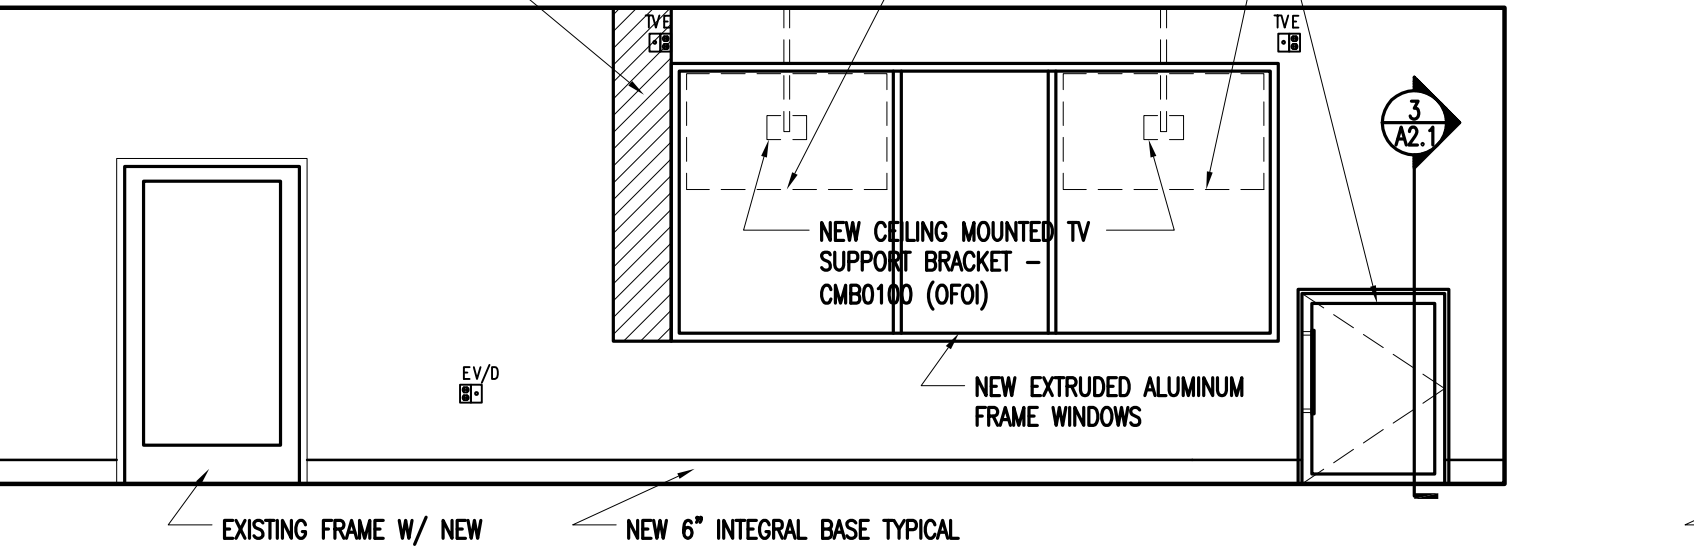 TVE
TVE
3
A2.1
NEW CEILING MOUNTED TV
SUPPORT BRACKET –
CMB0100 (OFOI)
EV/D
NEW EXTRUDED ALUMINUM
FRAME WINDOWS
EXISTING FRAME W/ NEW
NEW 6" INTEGRAL BASE TYPICAL